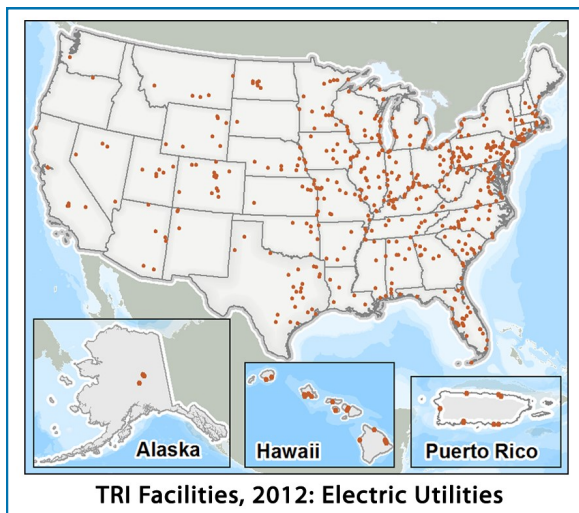 Alaska
Hawaii
Puerto Rico
TRI Facilities, 2012: Electric Utilities